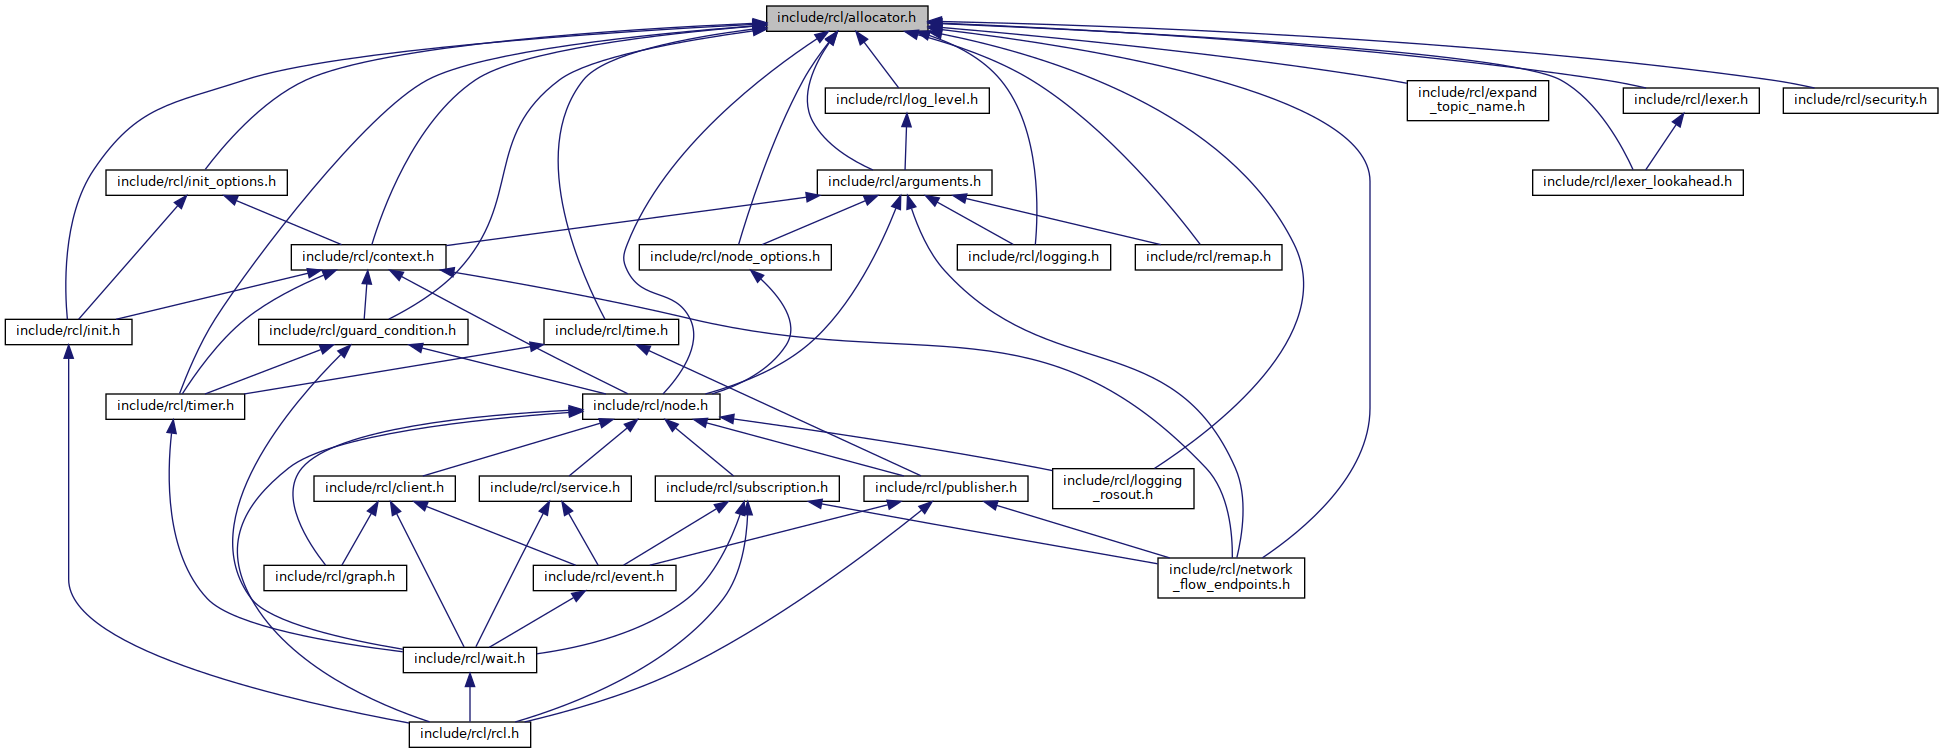 include/rcl/allocator.h
include/rcl/expand
_topic_name.h
include/rcl/log_level.h
include/rcl/lexer.h
include/rcl/security.h
include/rcl/init_options.h
include/rcl/arguments.h
include/rcl/lexer_lookahead.h
include/rcl/context.h
include/rcl/node_options.h
include/rcl/logging.h
include/rcl/remap.h
include/rcl/init.h
include/rcl/guard_condition.h
include/rcl/time.h
include/rcl/timer.h
include/rcl/node.h
include/rcl/client.h
include/rcl/service.h
include/rcl/subscription.h
include/rcl/publisher.h
include/rcl/logging
_rosout.h
include/rcl/graph.h
include/rcl/event.h
include/rcl/network
_flow_endpoints.h
include/rcl/wait.h
include/rcl/rcl.h